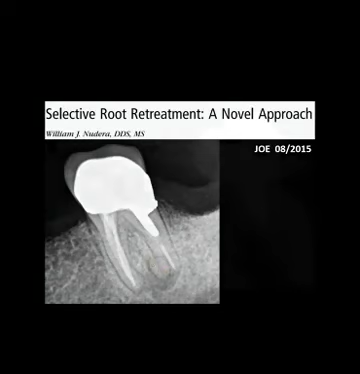 Selective Root Retreatment: A Novel Approach
William J. Nudera, DDS, MS
JOE 08/2015